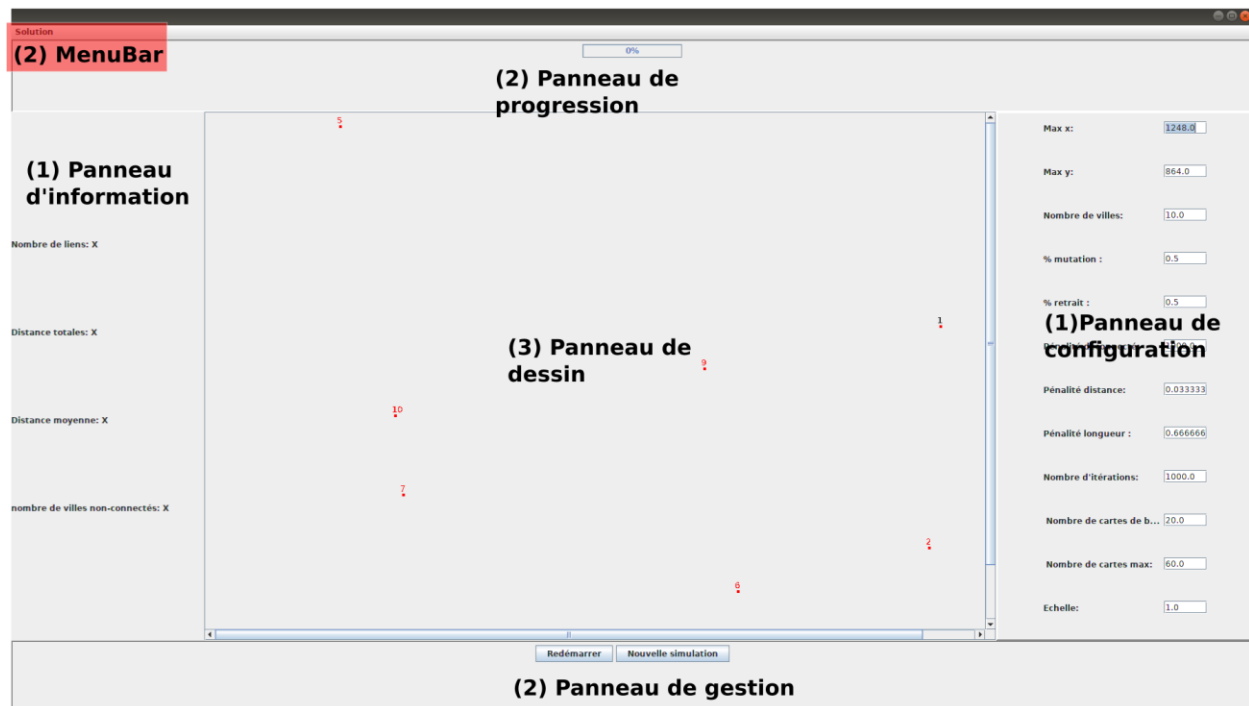 Solution
(2) MenuBar
0%
(2) Panneau de
progression
(1) Panneau
d'information
Nombre de liens: X
Distance totales: X
Distance moyenne: X
nombre de villes non-connectés: X
5
1
9
(3) Panneau de
dessin
10
7
2
6
Max x: 1248.0
Max y: 864.0
Nombre de villes: 10.0
% mutation : 0.5
% retrait : 0.5
(1)Panneau de
configuration
Pénalité distance: 0.033333
Pénalité longueur : 0.666666
Nombre d'itérations: 1000.0
Nombre de cartes de b... 20.0
Nombre de cartes max: 60.0
Echelle: 1.0
Redémarrer Nouvelle simulation
(2) Panneau de gestion